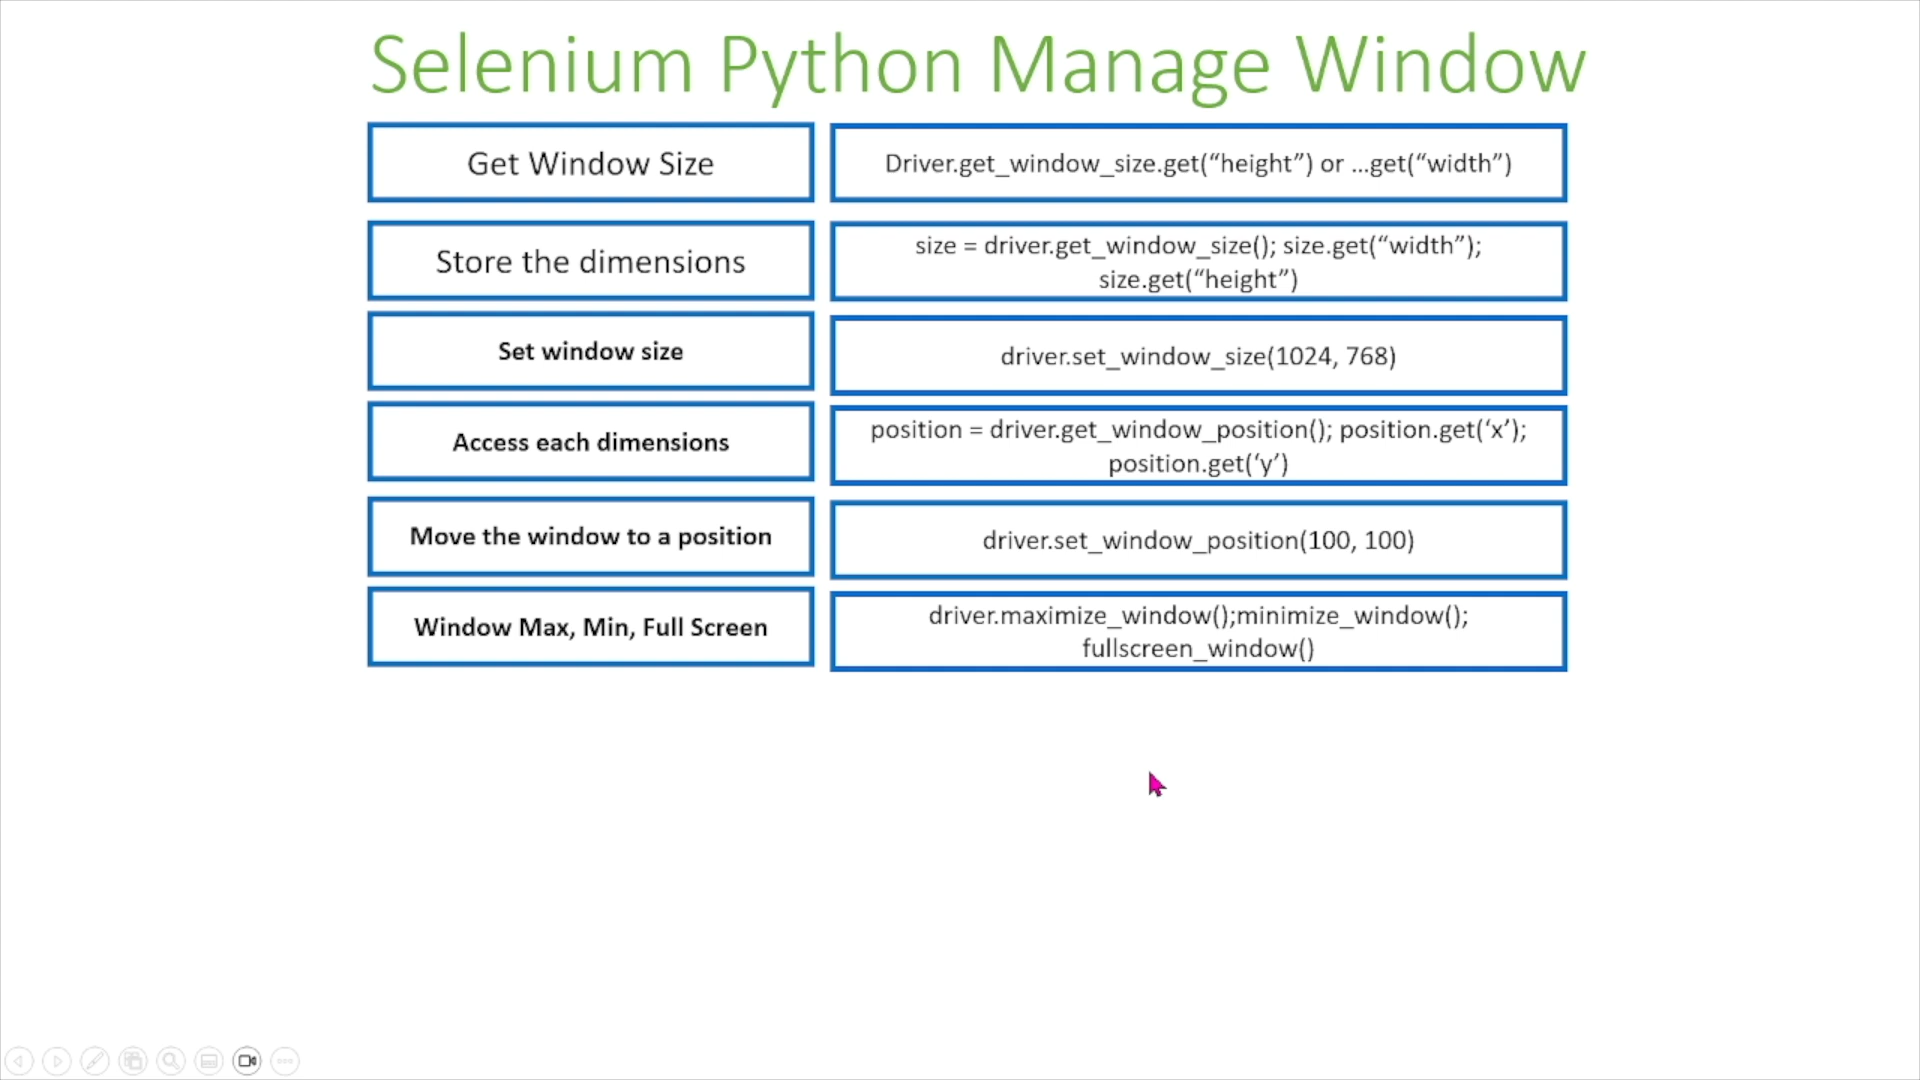 Selenium Python Manage Window
Get Window Size
Driver.get_window_size.get(“height”) or ...get(“width”)
Store the dimensions
size = driver.get_window_size(); size.get(“width”);
size.get(“height”)
Set window size
driver.set_window_size(1024, 768)
Access each dimensions
position = driver.get_window_position(); position.get(‘x’);
position.get(‘y’)
Move the window to a position
driver.set_window_position(100, 100)
Window Max, Min, Full Screen
driver.maximize_window();minimize_window();
fullscreen_window()